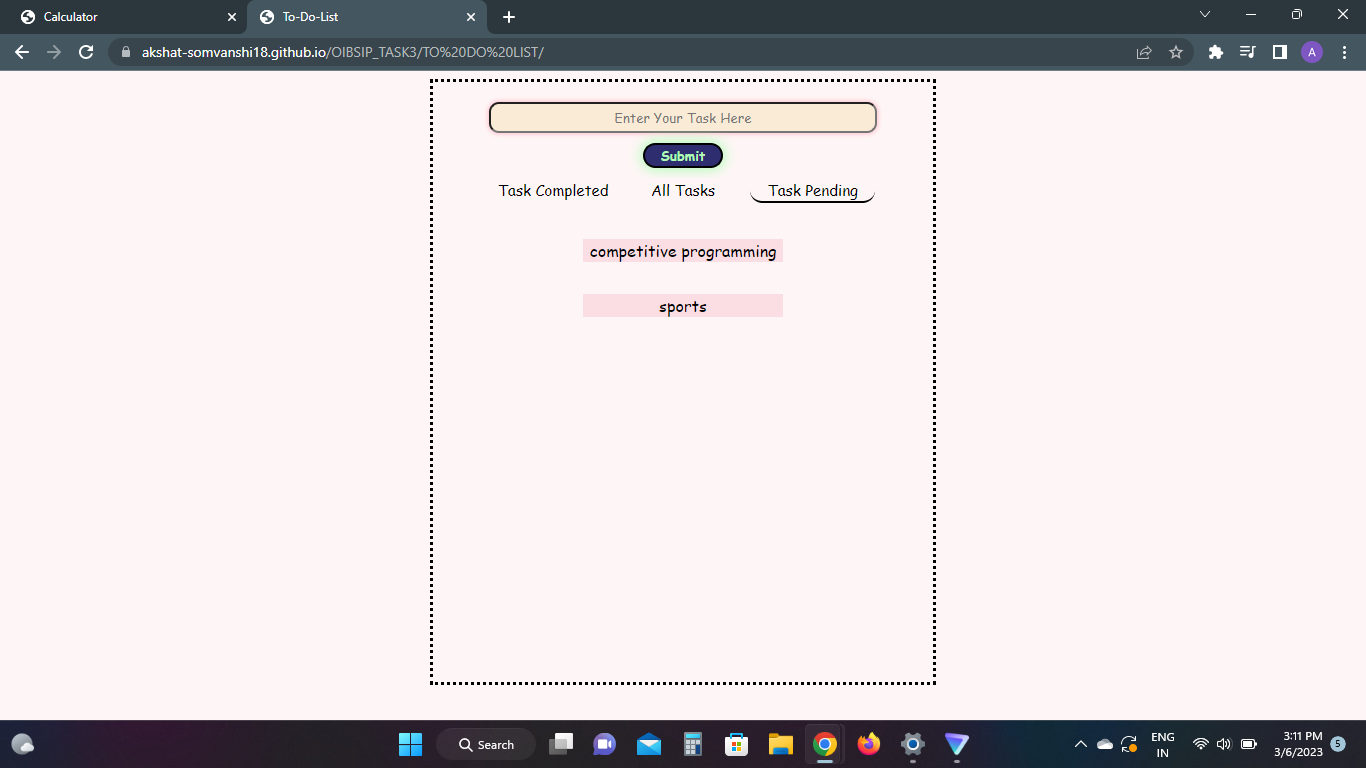 Calculator
To-Do-List
akshat-somvanshi18.github.io/OIBSIP_TASK3/TO%20DO%20LIST/
A
Enter Your Task Here
Submit
Task Completed All Tasks Task Pending
competitive programming
sports
Search
ENG
IN
3:11 PM
3/6/2023
5